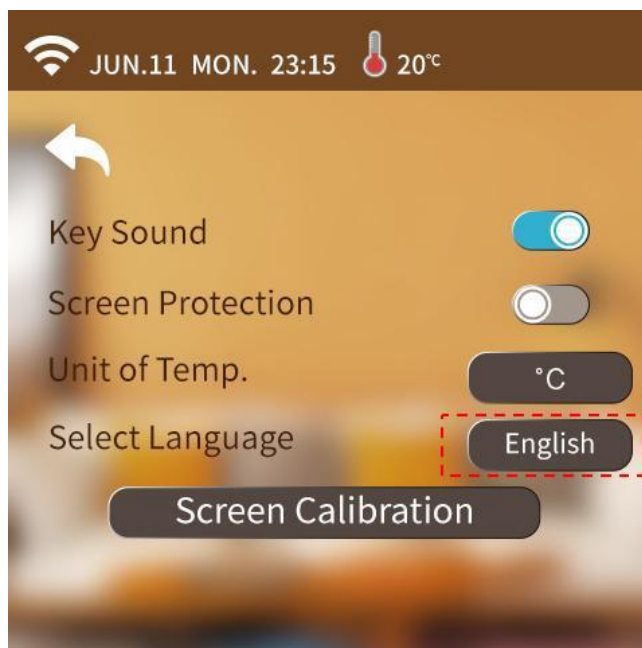 JUN.11 MON. 23:15 20℃
Key Sound
Screen Protection
Unit of Temp. °C
Select Language English
Screen Calibration